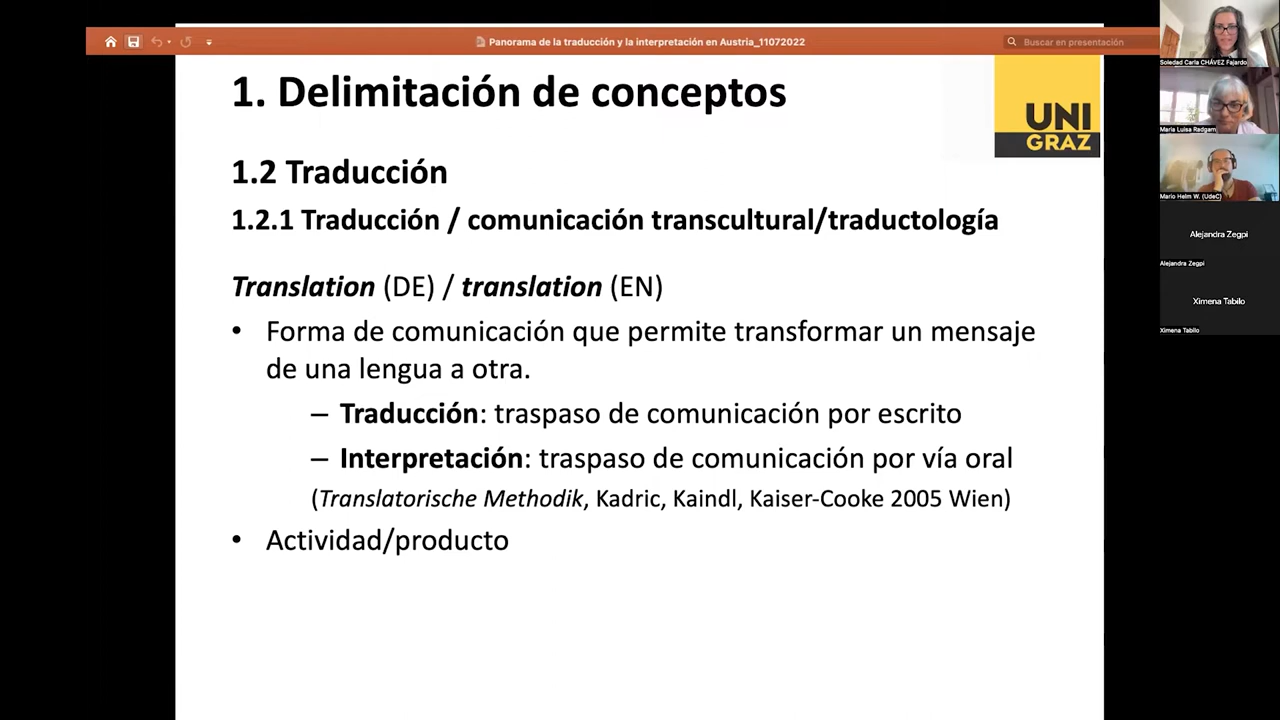 Panorama de la traducción y la interpretación en Austria_11072022
Buscar en presentación
1. Delimitación de conceptos
UNI
GRAZ
1.2 Traducción
1.2.1 Traducción / comunicación transcultural/traductología
Translation (DE) / translation (EN)
• Forma de comunicación que permite transformar un mensaje
de una lengua a otra.
– Traducción: traspaso de comunicación por escrito
– Interpretación: traspaso de comunicación por vía oral
(Translatorische Methodik, Kadric, Kaindl, Kaiser-Cooke 2005 Wien)
• Actividad/producto
Soledad Carla CHÁVEZ Fajardo
Maria Luisa Redgam
Mario Helm W. (UdeC)
Alejandra Zegpi
Alejandra Zegpi
Ximena Tabilo
Ximena Tabilo